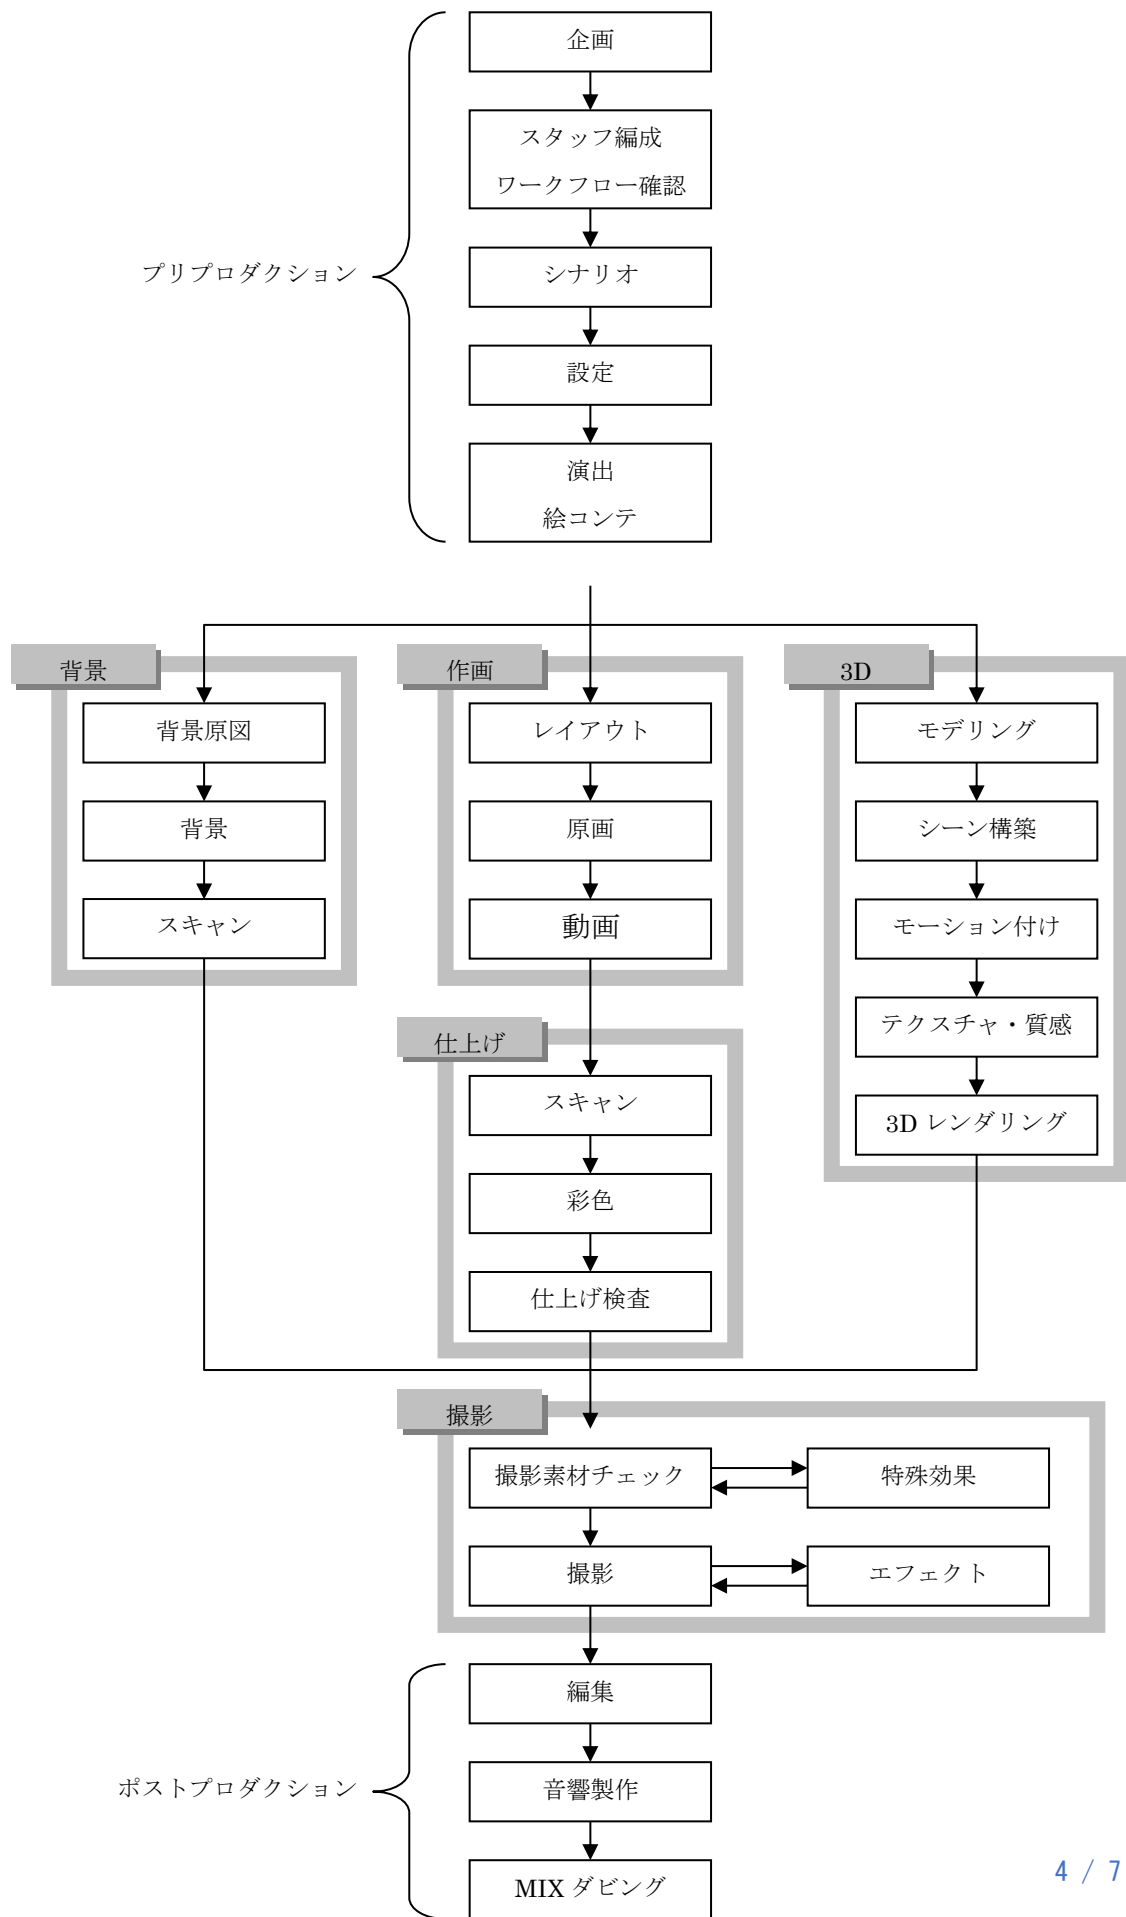 企画
スタッフ編成
ワークフロー確認
シナリオ
設定
演出
絵コンテ
プリプロダクション
背景
背景原図
背景
スキャン
作画
レイアウト
原画
動画
仕上げ
スキャン
彩色
仕上げ検査
3D
モデリング
シーン構築
モーション付け
テクスチャ・質感
3D レンダリング
撮影
撮影素材チェック
特殊効果
撮影
エフェクト
編集
音響製作
MIX ダビング
ポストプロダクション
4 / 7